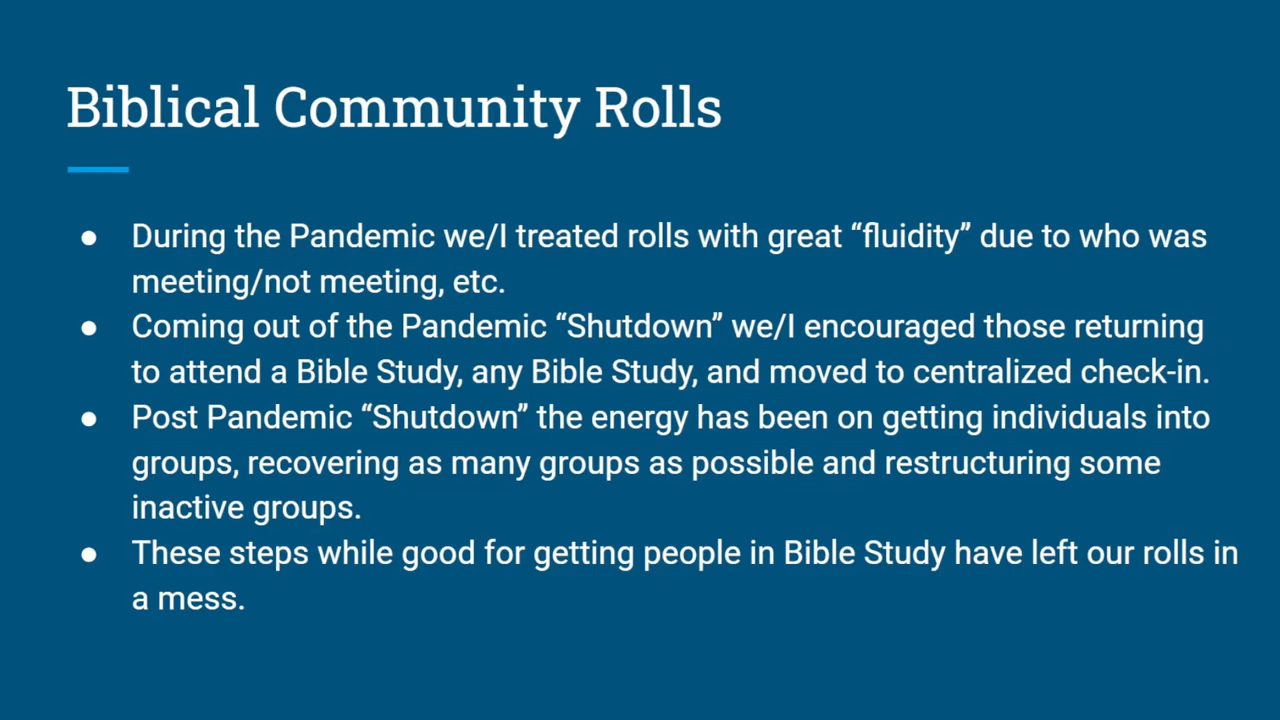 Biblical Community Rolls
● During the Pandemic we/I treated rolls with great “fluidity” due to who was
meeting/not meeting, etc.
● Coming out of the Pandemic “Shutdown” we/I encouraged those returning
to attend a Bible Study, any Bible Study, and moved to centralized check-in.
● Post Pandemic “Shutdown” the energy has been on getting individuals into
groups, recovering as many groups as possible and restructuring some
inactive groups.
● These steps while good for getting people in Bible Study have left our rolls in
a mess.